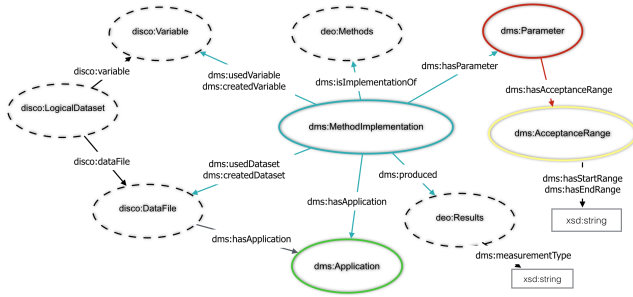 disco:Variable
deo:Methods
dms:Parameter
disco:variable
dms:usedVariable
dms:createdVariable
dms:isImplementationOf
dms:hasParameter
dms:hasAcceptanceRange
disco:LogicalDataset
dms:MethodImplementation
dms:AcceptanceRange
disco:dataFile
dms:usedDataset
dms:createdDataset
dms:produced
dms:hasStartRange
dms:hasEndRange
disco:DataFile
dms:hasApplication
deo:Results
xsd:string
dms:hasApplication
dms:measurementType
dms:Application
xsd:string